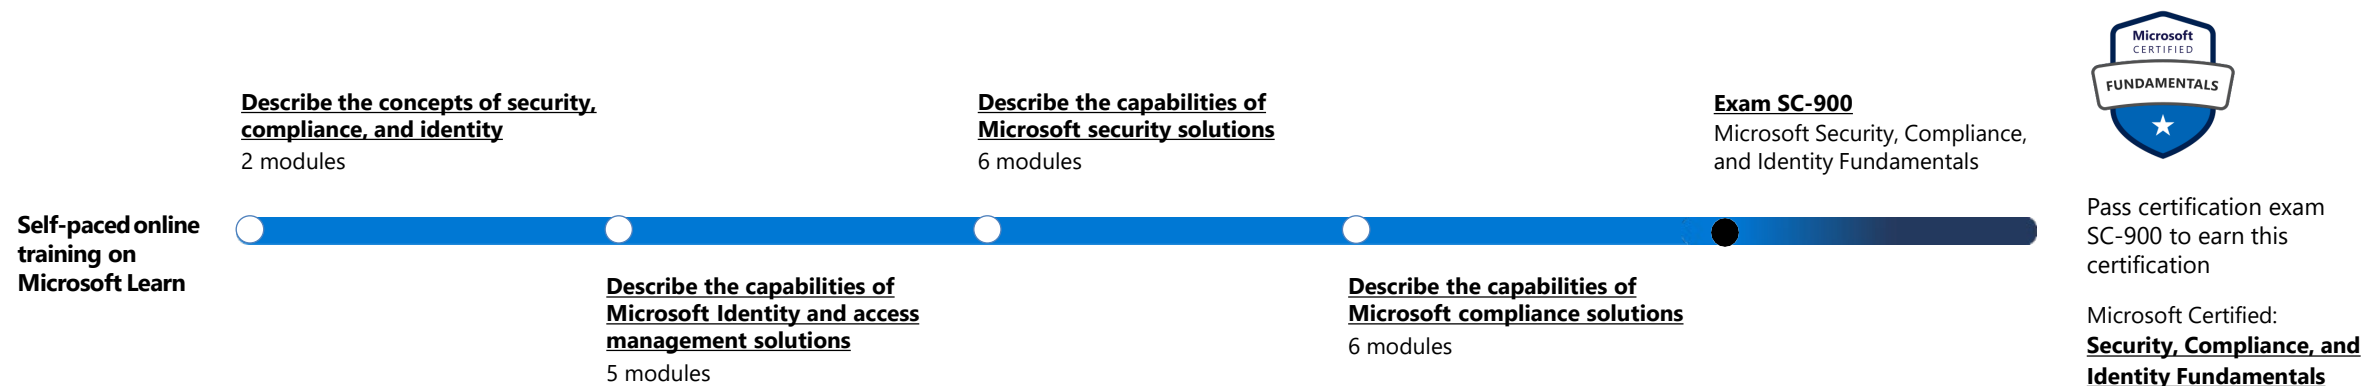 Self-paced online
training on
Microsoft Learn
Describe the concepts of security,
compliance, and identity
2 modules
Describe the capabilities of
Microsoft Identity and access
management solutions
5 modules
Describe the capabilities of
Microsoft security solutions
6 modules
Describe the capabilities of
Microsoft compliance solutions
6 modules
Exam SC-900
Microsoft Security, Compliance,
and Identity Fundamentals
Microsoft
CERTIFIED
FUNDAMENTALS
Pass certification exam
SC-900 to earn this
certification
Microsoft Certified:
Security, Compliance, and
Identity Fundamentals